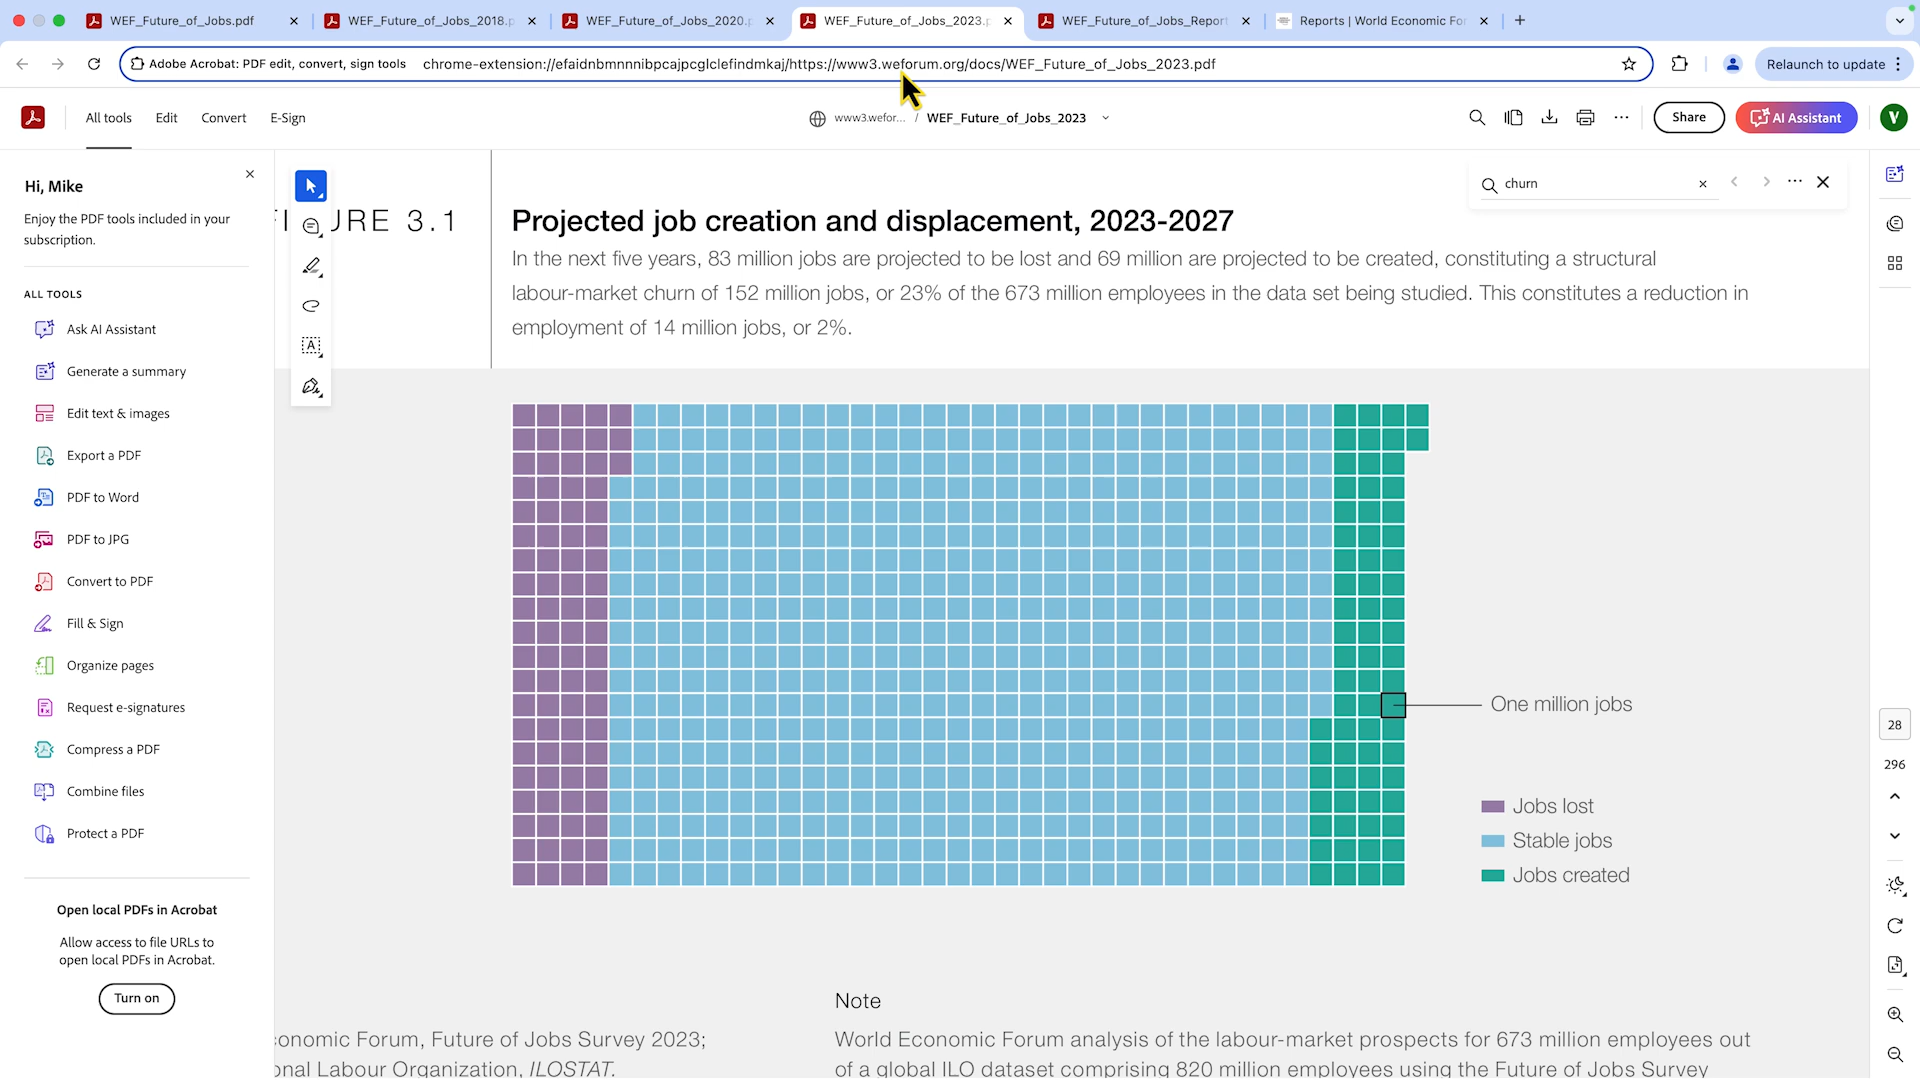 WEF_Future_of_Jobs.pdf
WEF_Future_of_Jobs_2018.p
WEF_Future_of_Jobs_2020.p
WEF_Future_of_Jobs_2023.p
WEF_Future_of_Jobs_Report
Reports | World Economic For
Adobe Acrobat: PDF edit, convert, sign tools
chrome-extension://efaidnbmnnnibpcajpcglclefindmkaj/https://www3.weforum.org/docs/WEF_Future_of_Jobs_2023.pdf
Relaunch to update
All tools
Edit
Convert
E-Sign
www3.wefor... / WEF_Future_of_Jobs_2023
Share
AI Assistant
V
Hi, Mike
Enjoy the PDF tools included in your
subscription.
ALL TOOLS
Ask AI Assistant
Generate a summary
Edit text & images
Export a PDF
PDF to Word
PDF to JPG
Convert to PDF
Fill & Sign
Organize pages
Request e-signatures
Compress a PDF
Combine files
Protect a PDF
Open local PDFs in Acrobat
Allow access to file URLs to
open local PDFs in Acrobat.
Turn on
churn
URE 3.1
Projected job creation and displacement, 2023-2027
In the next five years, 83 million jobs are projected to be lost and 69 million are projected to be created, constituting a structural
labour-market churn of 152 million jobs, or 23% of the 673 million employees in the data set being studied. This constitutes a reduction in
employment of 14 million jobs, or 2%.
One million jobs
Jobs lost
Stable jobs
Jobs created
onomic Forum, Future of Jobs Survey 2023;
onal Labour Organization, ILOSTAT.
Note
World Economic Forum analysis of the labour-market prospects for 673 million employees out
of a global ILO dataset comprising 820 million employees using the Future of Jobs Survey
28
296